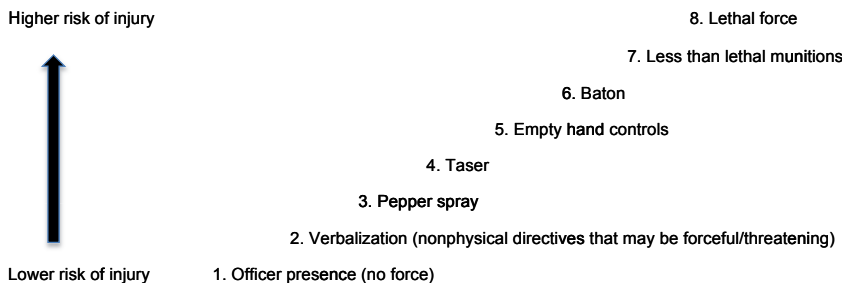 Higher risk of injury 8. Lethal force
7. Less than lethal munitions
6. Baton
5. Empty hand controls
4. Taser
3. Pepper spray
2. Verbalization (nonphysical directives that may be forceful/threatening)
Lower risk of injury 1. Officer presence (no force)